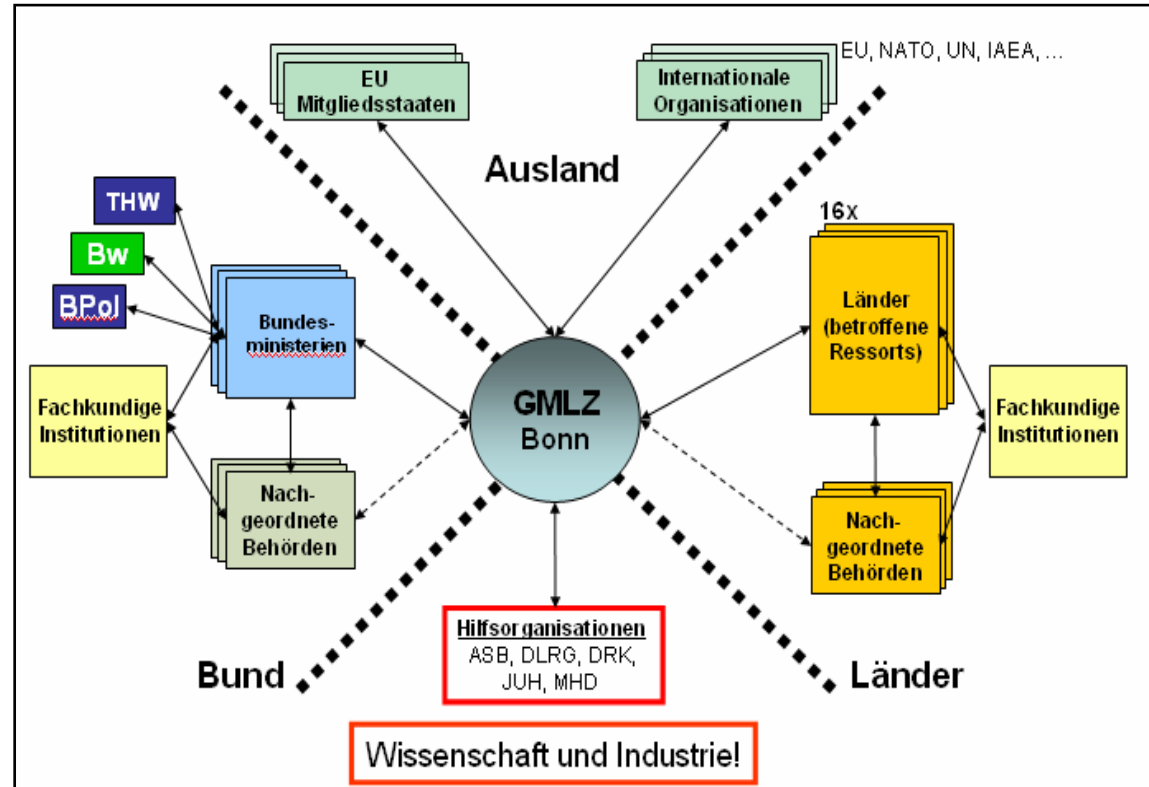 EU
Mitgliedsstaaten
Internationale
Organisationen
EU, NATO, UN, IAEA, ...
Ausland
THW
Bw
BPol
Bundes-
ministerien
Fachkundige
Institutionen
Nach-
geordnete
Behörden
GMLZ
Bonn
16x
Länder
(betroffene
Ressorts)
Fachkundige
Institutionen
Nach-
geordnete
Behörden
Hilfsorganisationen
ASB, DLRG, DRK,
JUH, MHD
Bund
Länder
Wissenschaft und Industrie!